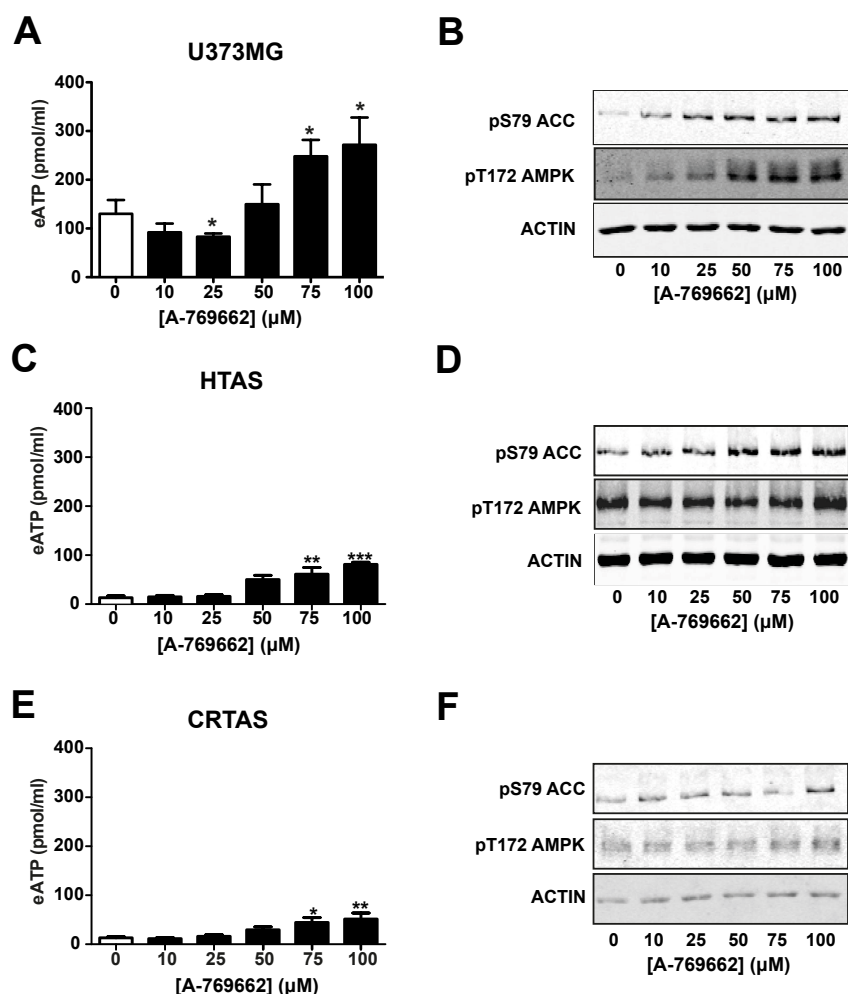 A
U373MG
400
300
200
100
0
eATP (pmol/ml)
*
*
*
0 10 25 50 75 100
[A-769662] (µM)
B
pS79 ACC
pT172 AMPK
ACTIN
0 10 25 50 75 100
[A-769662] (µM)
C
HTAS
400
300
200
100
0
eATP (pmol/ml)
**
***
0 10 25 50 75 100
[A-769662] (µM)
D
pS79 ACC
pT172 AMPK
ACTIN
0 10 25 50 75 100
[A-769662] (µM)
E
CRTAS
400
300
200
100
0
eATP (pmol/ml)
*
**
0 10 25 50 75 100
[A-769662] (µM)
F
pS79 ACC
pT172 AMPK
ACTIN
0 10 25 50 75 100
[A-769662] (µM)